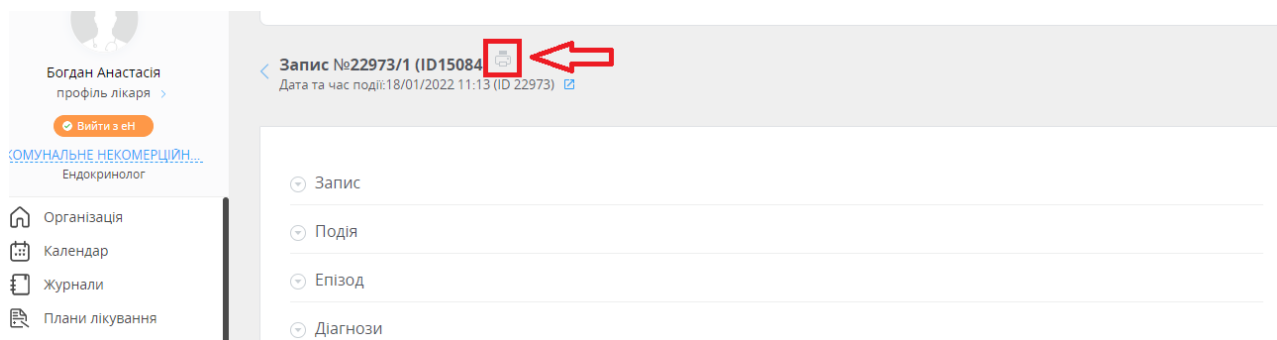 Богдан Анастасія
профіль лікаря >
Вийти з еН
КОМУНАЛЬНЕ НЕКОМЕРЦІЙН...
Ендокринолог
Організація
Календар
Журнали
Плани лікування
Запис №22973/1 (ID15084
Дата та час події:18/01/2022 11:13 (ID 22973)
Запис
Подія
Епізод
Діагнози